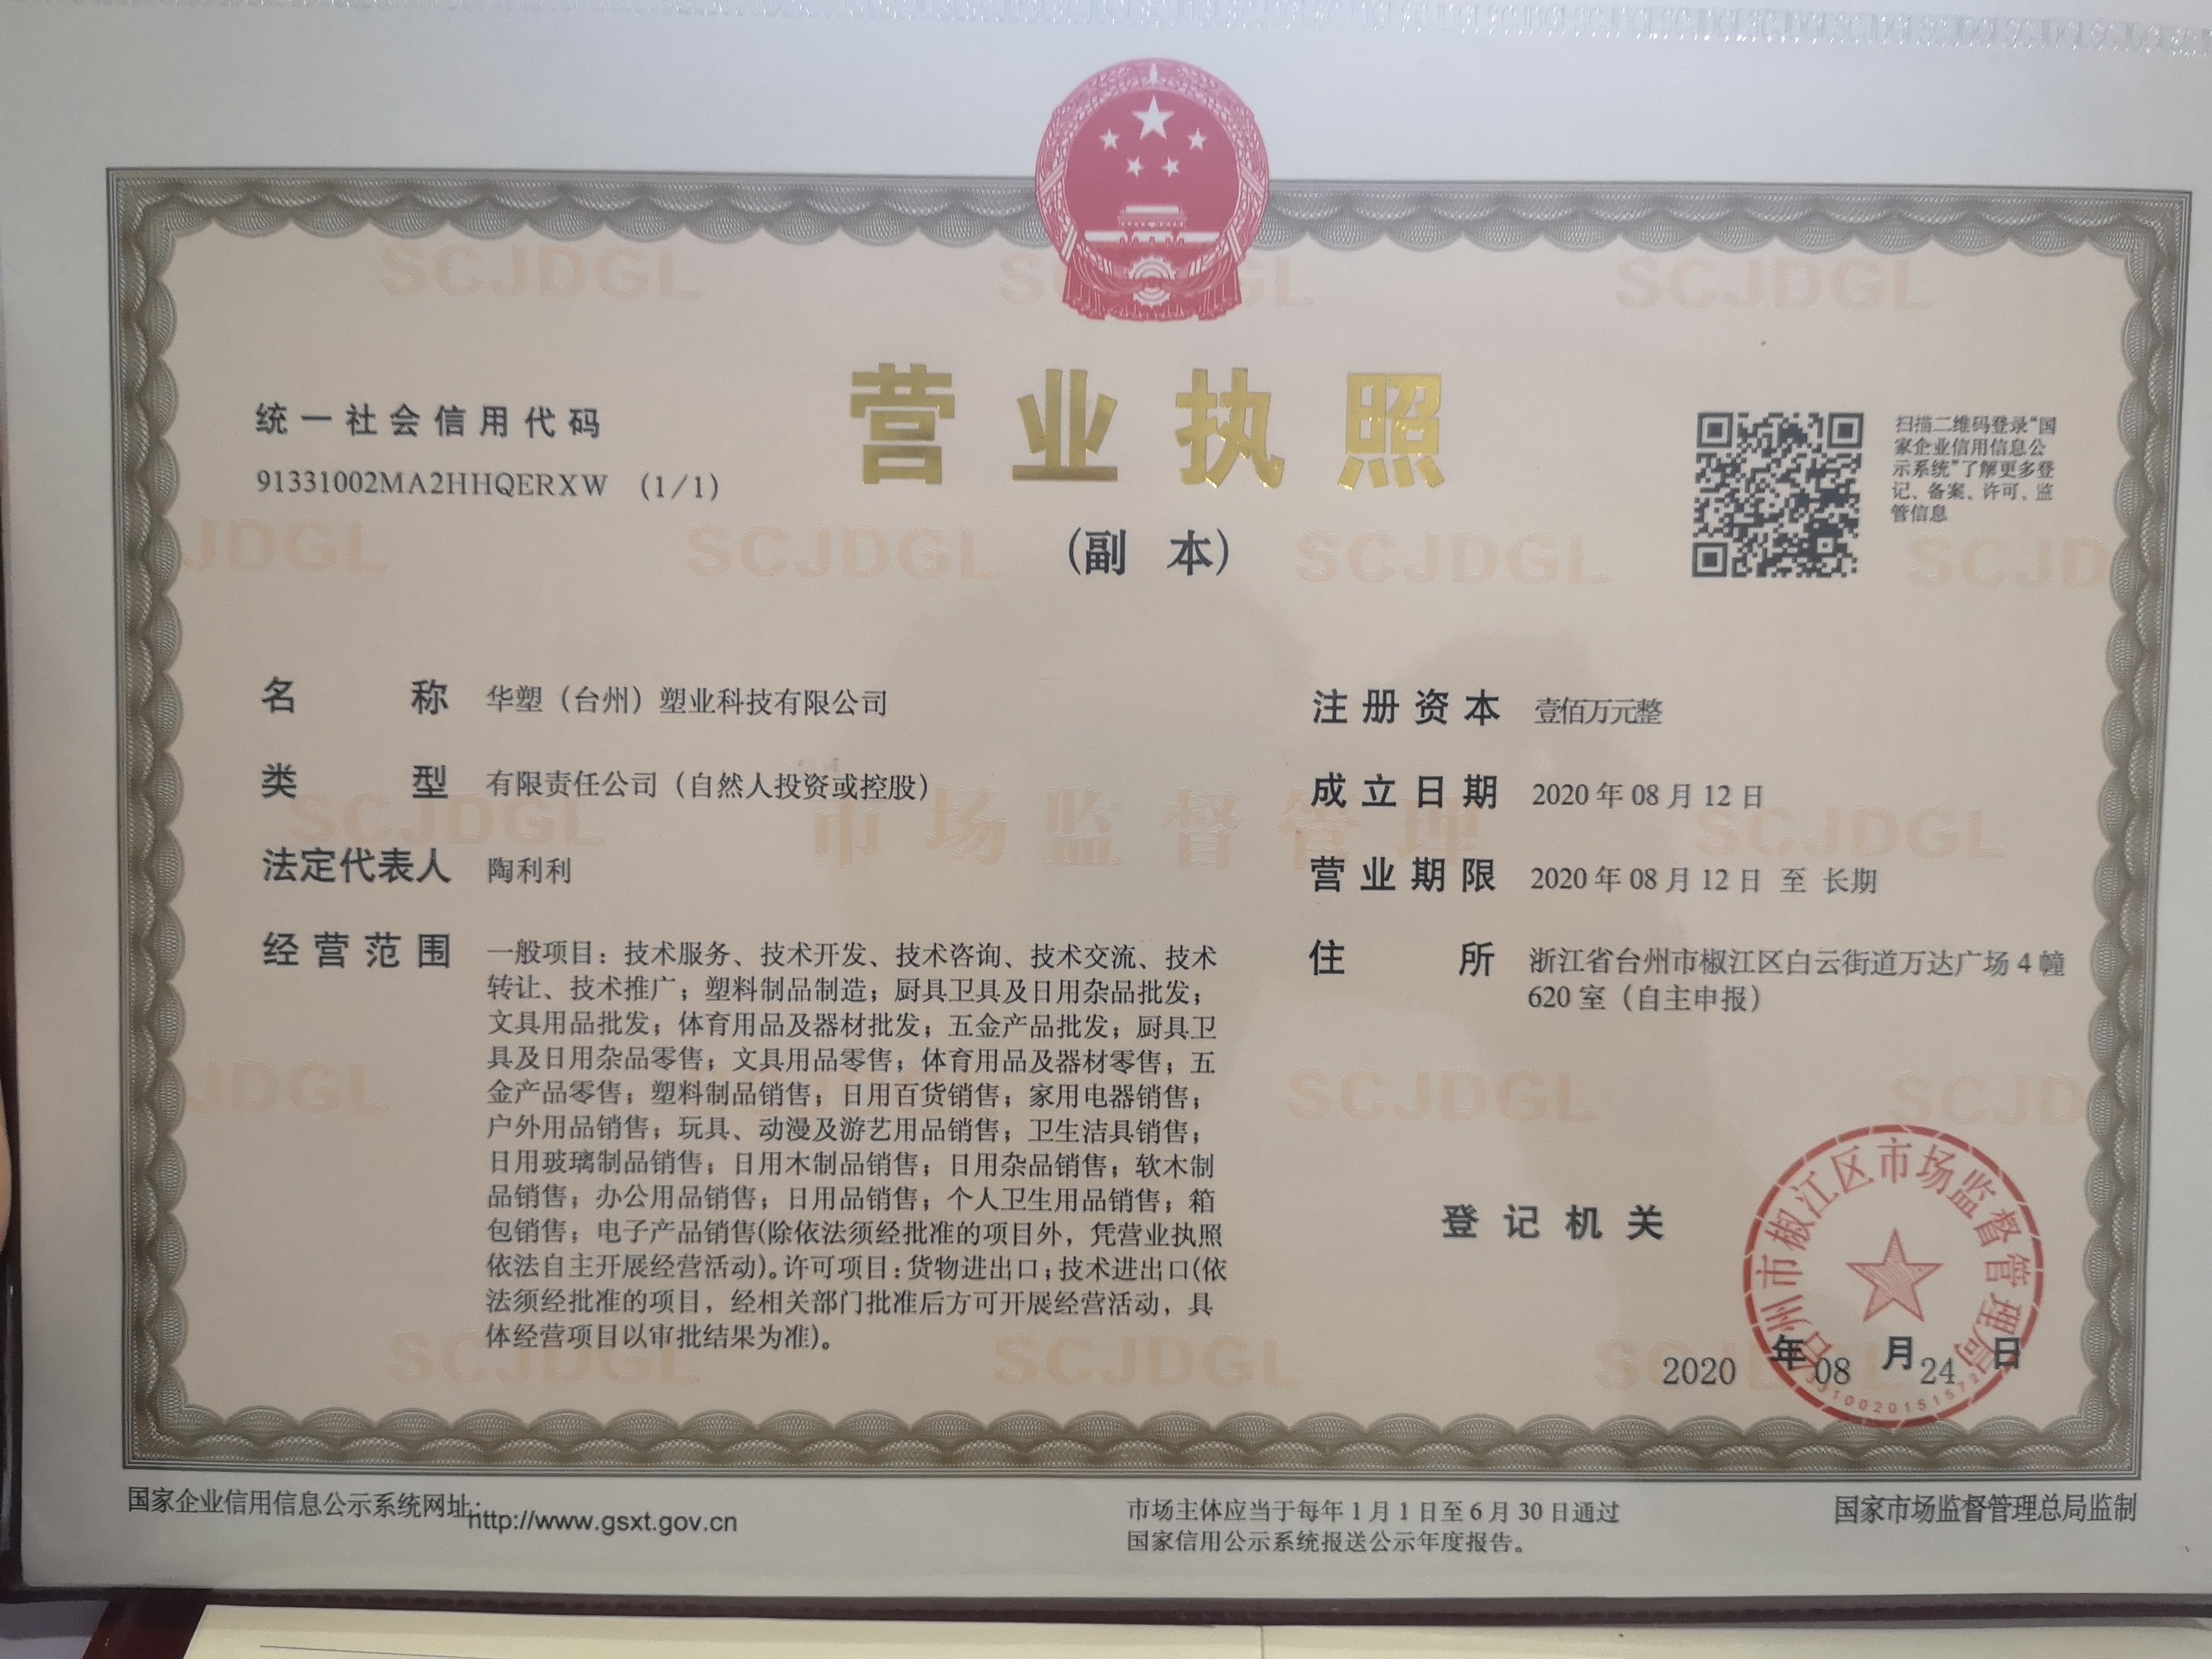 统一社会信用代码
91331002MA2HHQERXW (1/1)
营业执照
(副 本)
扫描二维码登录“国
家企业信用信息公
示系统”了解更多登
记、备案、许可、监
管信息
名 称 华塑（台州）塑业科技有限公司
类 型 有限责任公司（自然人投资或控股）
法定代表人 陶利利
经营范围 一般项目：技术服务、技术开发、技术咨询、技术交流、技术
转让、技术推广；塑料制品制造；厨具卫具及日用杂品批发；
文具用品批发；体育用品及器材批发；五金产品批发；厨具卫
具及日用杂品零售；文具用品零售；体育用品及器材零售；五
金产品零售；塑料制品销售；日用百货销售；家用电器销售；
户外用品销售；玩具、动漫及游艺用品销售；卫生洁具销售；
日用玻璃制品销售；日用木制品销售；日用杂品销售；软木制
品销售；办公用品销售；日用品销售；个人卫生用品销售；箱
包销售；电子产品销售(除依法须经批准的项目外，凭营业执照
依法自主开展经营活动)。许可项目：货物进出口；技术进出口(依
法须经批准的项目，经相关部门批准后方可开展经营活动，具
体经营项目以审批结果为准)。
注册资本 壹佰万元整
成立日期 2020年08月12日
营业期限 2020年08月12日 至 长期
住 所 浙江省台州市椒江区白云街道万达广场4幢
620室（自主申报）
登记机关
台州市椒江区市场监督管理局
2020 年 08 月 24 日
市场监督管理
SCJDGL
国家企业信用信息公示系统网址：http://www.gsxt.gov.cn
市场主体应当于每年1月1日至6月30日通过
国家信用公示系统报送公示年度报告。
国家市场监督管理总局监制